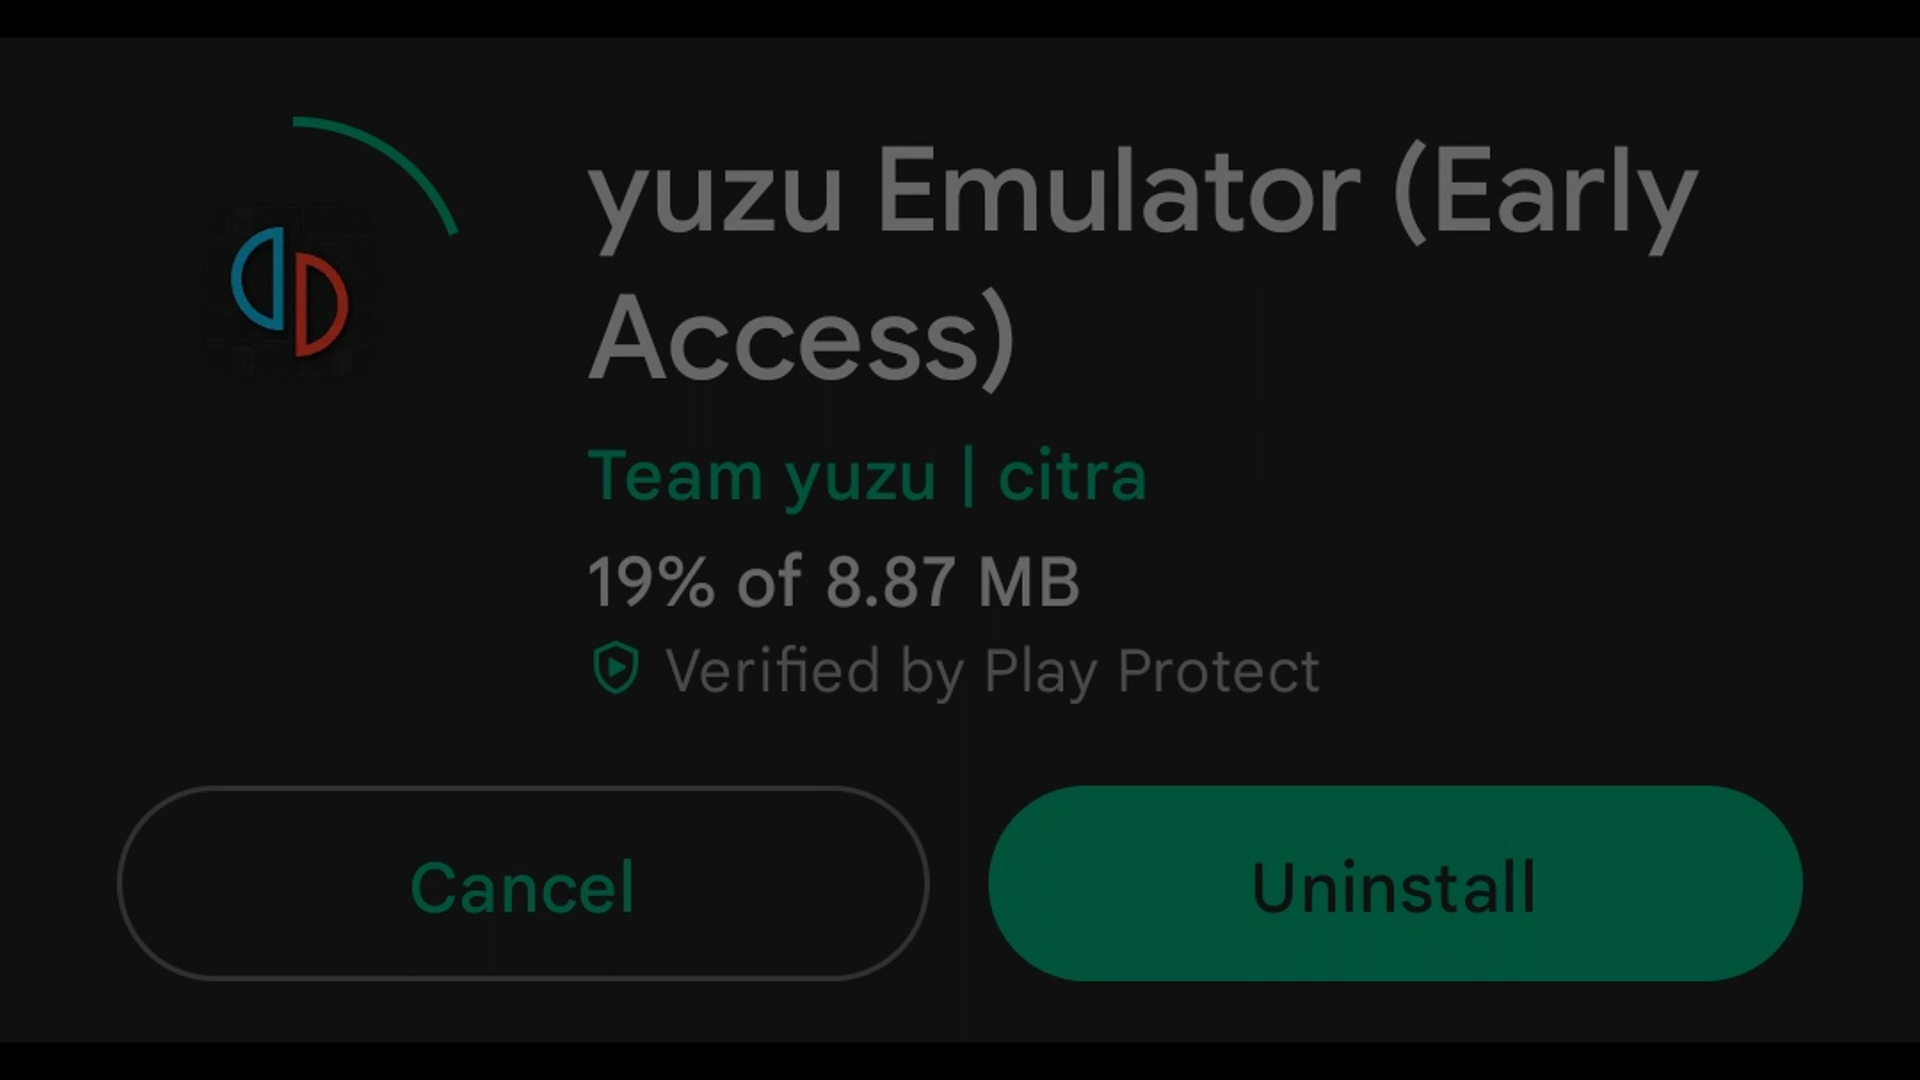 yuzu Emulator (Early
Access)
Team yuzu | citra
19% of 8.87 MB
Verified by Play Protect
Cancel
Uninstall